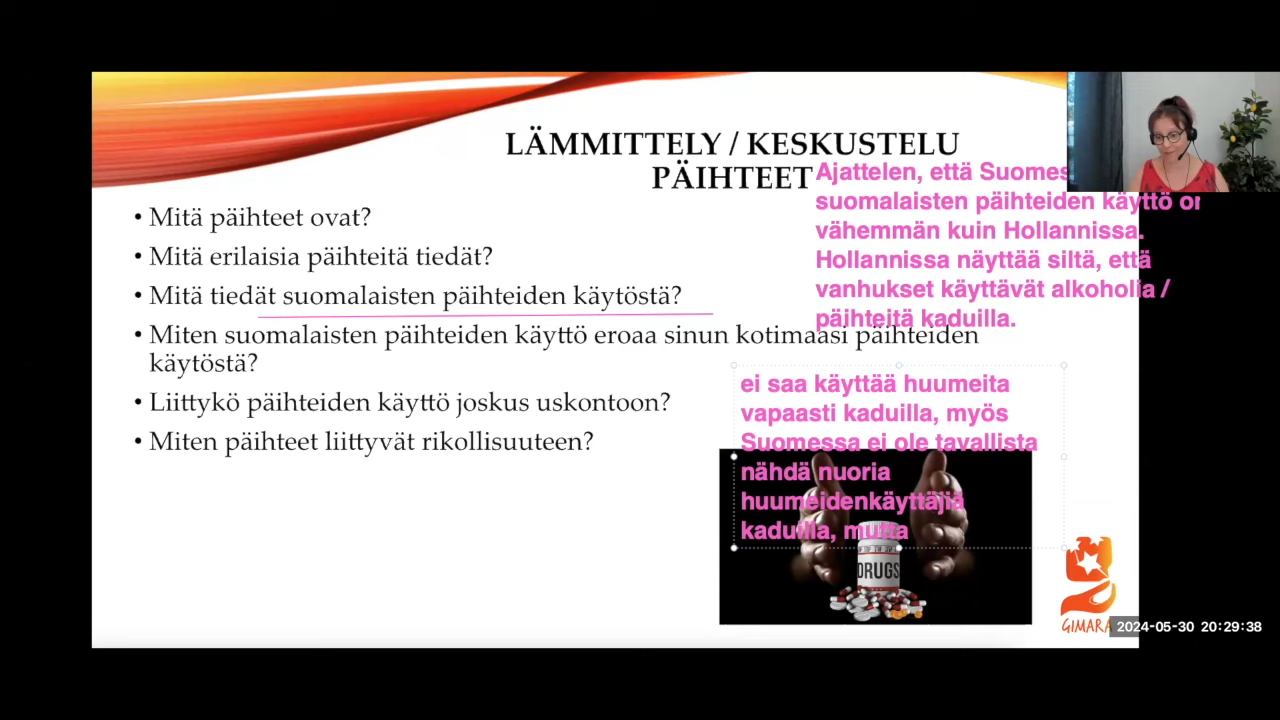 LÄMMITTELY / KESKUSTELU
PÄIHTEET
• Mitä päihteet ovat?
• Mitä erilaisia päihteitä tiedät?
• Mitä tiedät suomalaisten päihteiden käytöstä?
• Miten suomalaisten päihteiden käyttö eroaa sinun kotimaasi päihteiden
käytöstä?
• Liittykö päihteiden käyttö joskus uskontoon?
• Miten päihteet liittyvät rikollisuuteen?
Ajattelen, että
suomalaisten päihteiden käyttö
vähemmän kuin Hollannissa.
Hollannissa näyttää siltä, että
vanhukset käyttävät alkoholia /
päihteitä kaduilla.
ei saa käyttää huumeita
vapaasti kaduilla, myös
Suomessa ei ole tavallista
nähdä nuoria
huumeidenkäyttäjiä
kaduilla, mutta
DRUGS
GIMARA
2024-05-30 20:29:38